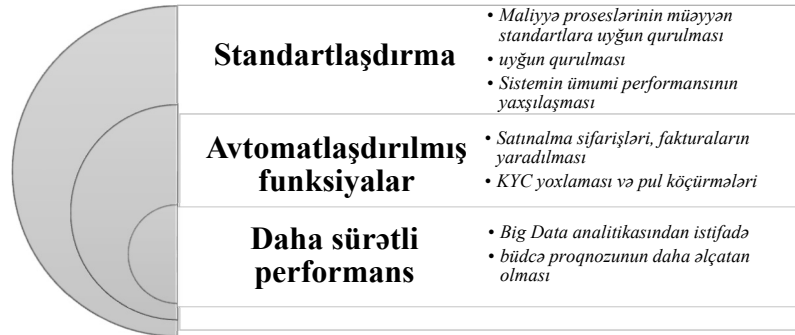 Standartlaşdırma
• Maliyyə proseslərinin müəyyən
standartlara uyğun qurulması
• uyğun qurulması
• Sistemin ümumi performansının
yaxşılaşması
Avtomatlaşdırılmış
funksiyalar
• Satınalma sifarişləri, fakturaların
yaradılması
• KYC yoxlaması və pul köçürmələri
Daha sürətli
performans
• Big Data analitikasından istifadə
• büdcə proqnozunun daha əlçatan
olması